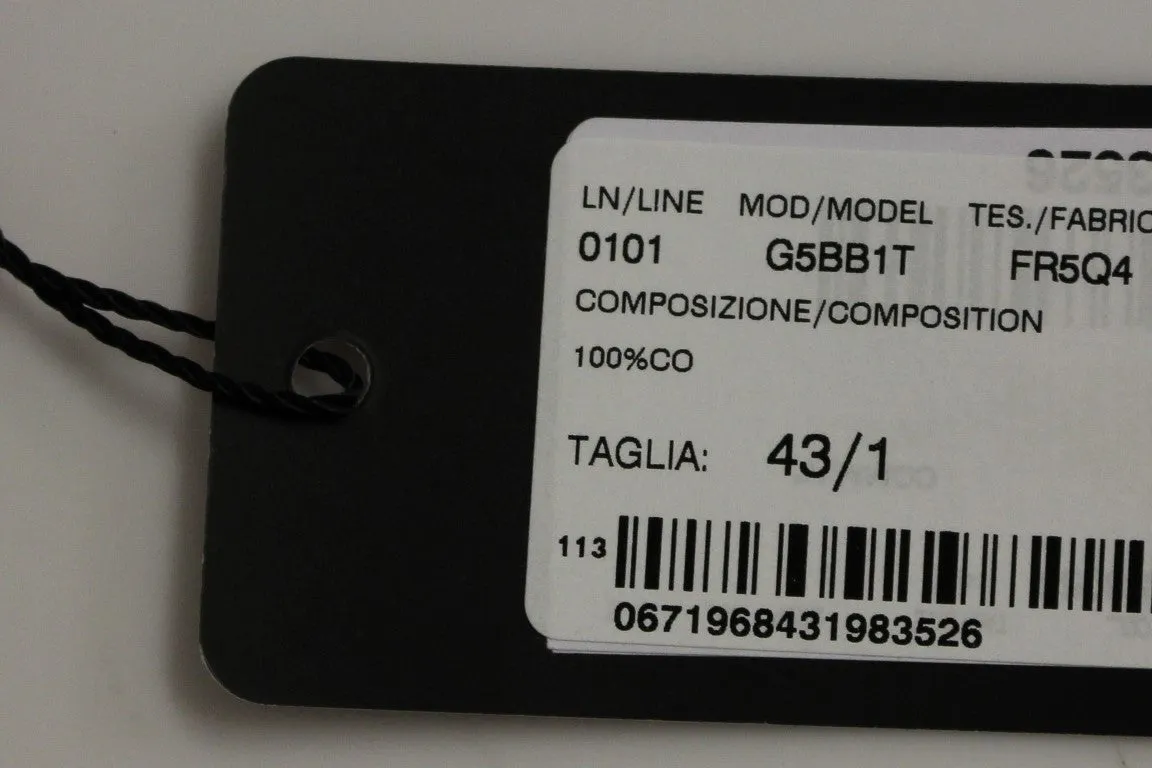 LN/LINE MOD/MODEL TES./FABRIC
0101 G5BB1T FR5Q4
COMPOSIZIONE/COMPOSITION
100%CO
TAGLIA: 43/1
113
0671968431983526